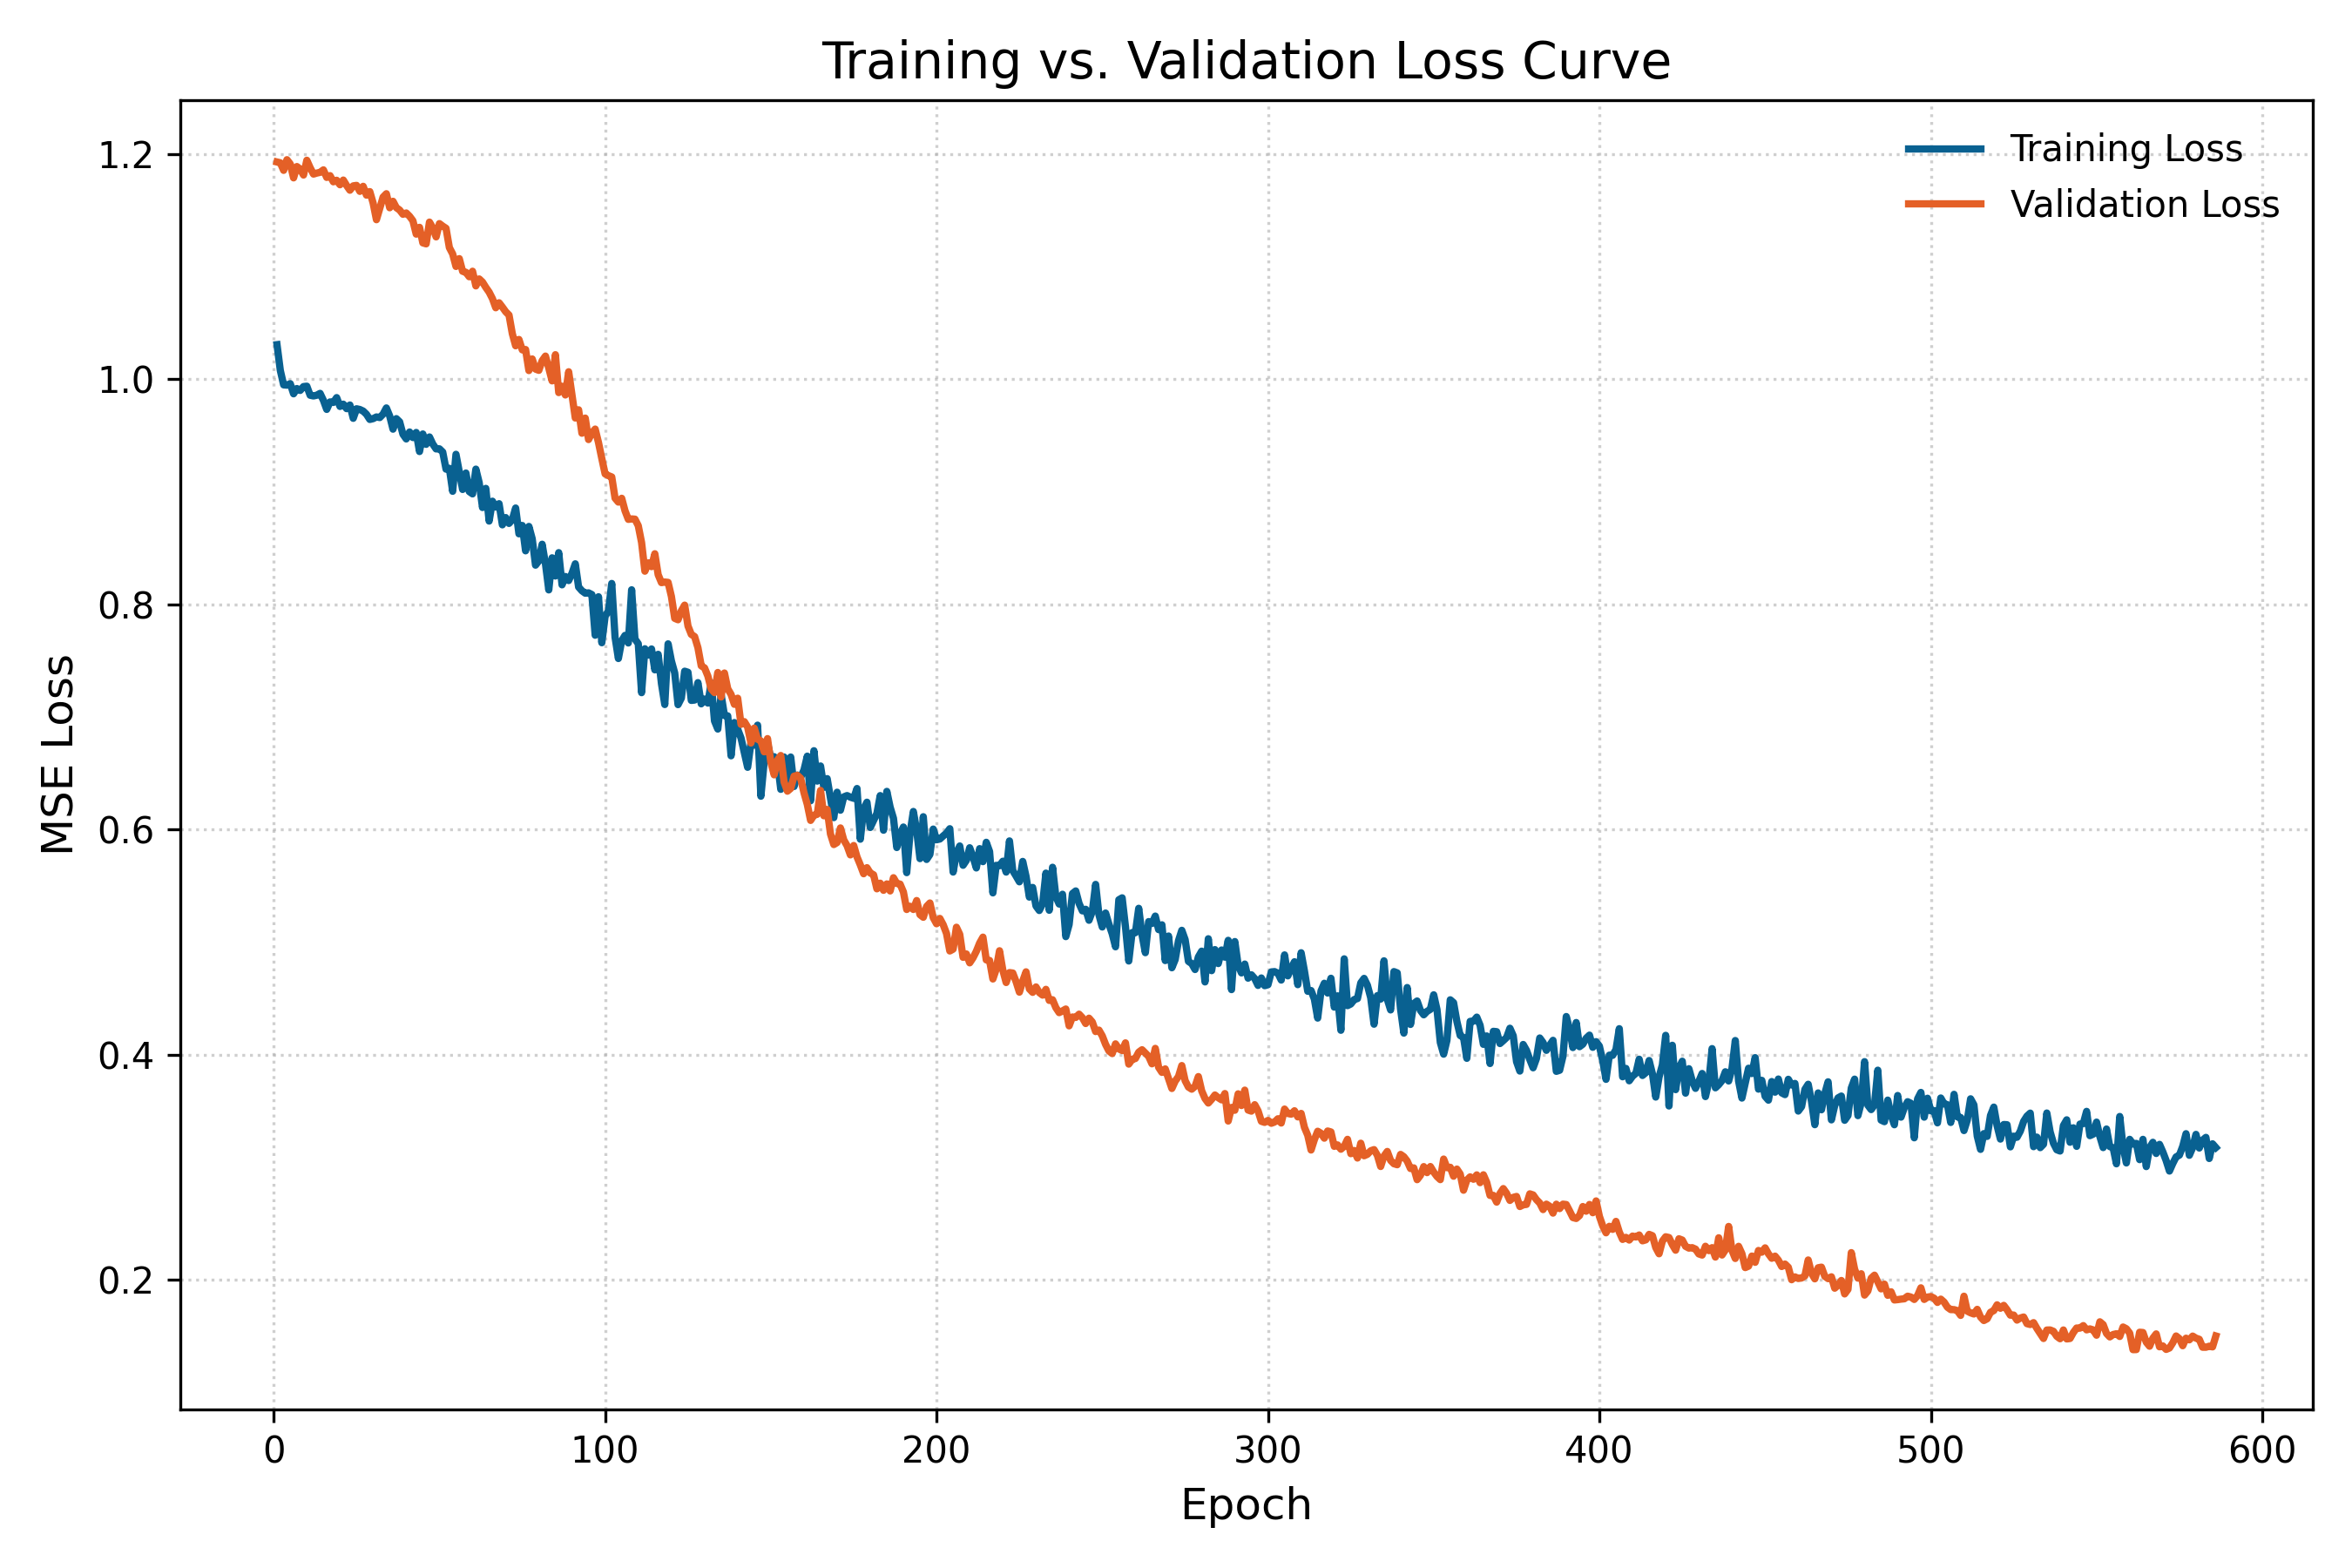 Training vs. Validation Loss Curve
Training Loss
Validation Loss
MSE Loss
1.2
1.0
0.8
0.6
0.4
0.2
0 100 200 300 400 500 600
Epoch